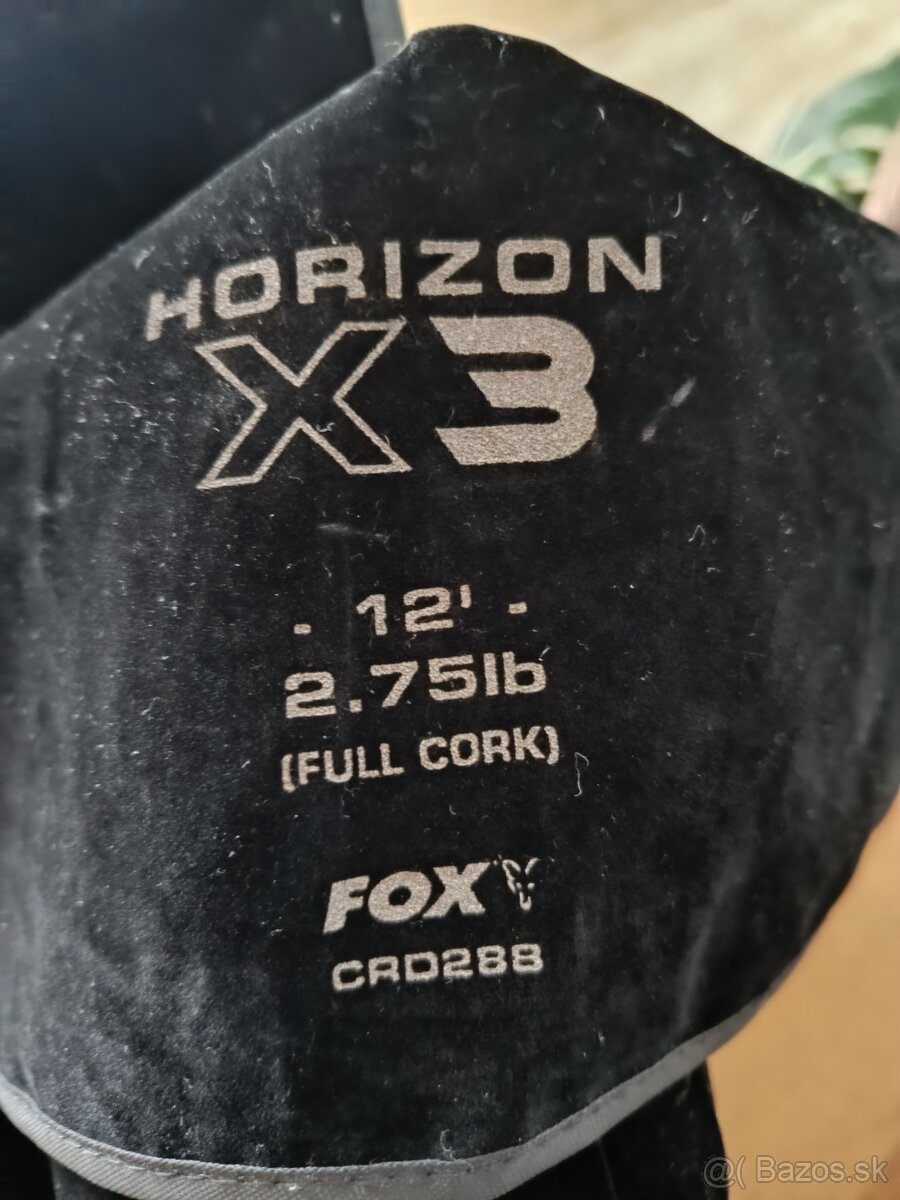 HORIZON
X3
- 12' -
2.75lb
(FULL CORK)
FOX
CRD288
@( Bazos.sk